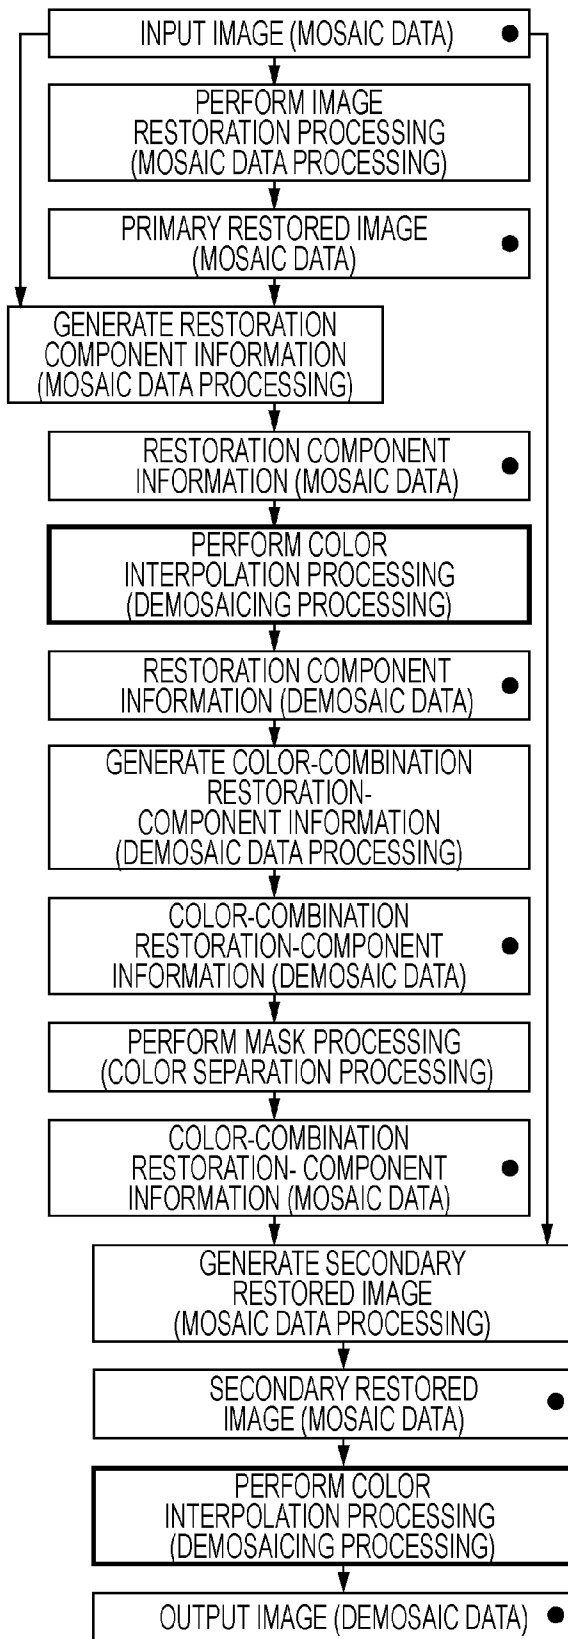 INPUT IMAGE (MOSAIC DATA)
PERFORM IMAGE
RESTORATION PROCESSING
(MOSAIC DATA PROCESSING)
PRIMARY RESTORED IMAGE
(MOSAIC DATA)
GENERATE RESTORATION
COMPONENT INFORMATION
(MOSAIC DATA PROCESSING)
RESTORATION COMPONENT
INFORMATION (MOSAIC DATA)
PERFORM COLOR
INTERPOLATION PROCESSING
(DEMOSAICING PROCESSING)
RESTORATION COMPONENT
INFORMATION (DEMOSAIC DATA)
GENERATE COLOR-COMBINATION
RESTORATION-
COMPONENT INFORMATION
(DEMOSAIC DATA PROCESSING)
COLOR-COMBINATION
RESTORATION-COMPONENT
INFORMATION (DEMOSAIC DATA)
PERFORM MASK PROCESSING
(COLOR SEPARATION PROCESSING)
COLOR-COMBINATION
RESTORATION- COMPONENT
INFORMATION (MOSAIC DATA)
GENERATE SECONDARY
RESTORED IMAGE
(MOSAIC DATA PROCESSING)
SECONDARY RESTORED
IMAGE (MOSAIC DATA)
PERFORM COLOR
INTERPOLATION PROCESSING
(DEMOSAICING PROCESSING)
OUTPUT IMAGE (DEMOSAIC DATA)